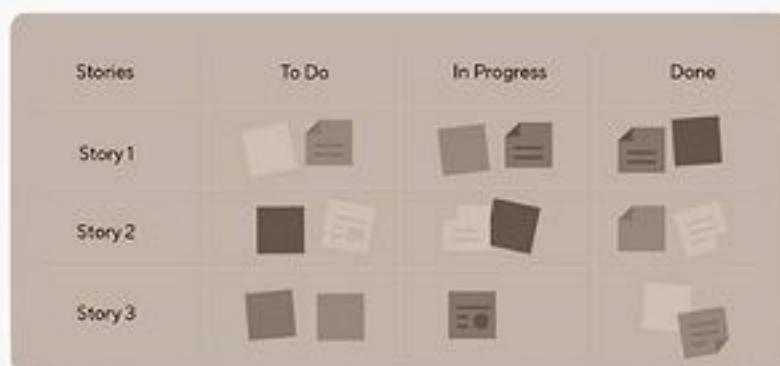 Stories To Do In Progress Done
Story 1
Story 2
Story 3